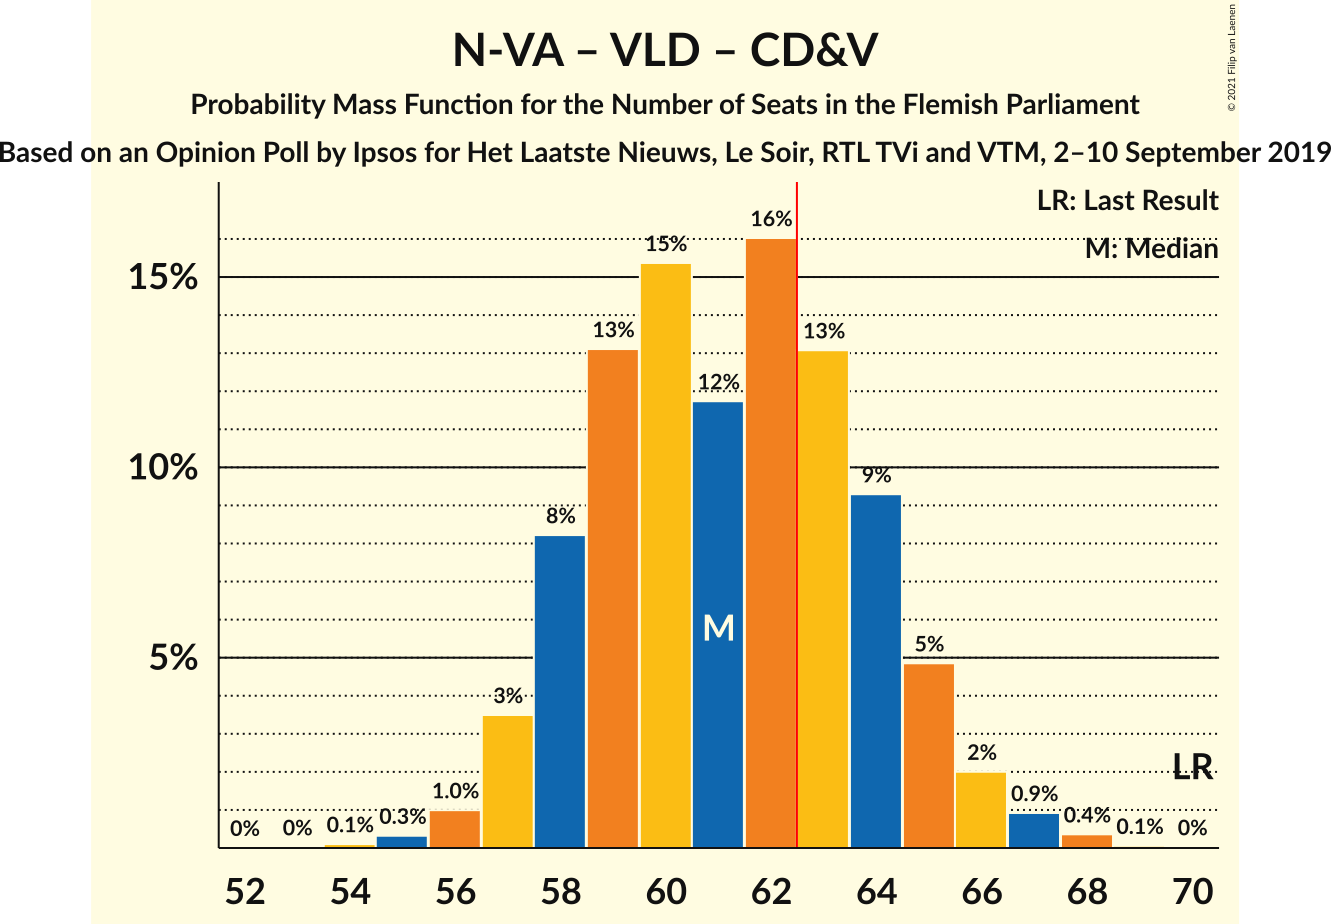 N-VA – VLD – CD&V
Probability Mass Function for the Number of Seats in the Flemish Parliament
Based on an Opinion Poll by Ipsos for Het Laatste Nieuws, Le Soir, RTL TVi and VTM, 2–10 September 2019
© 2021 Filip van Laenen
LR: Last Result
M: Median
15%
10%
5%
0%
0%
0.1%
0.3%
1.0%
3%
8%
13%
15%
12%
16%
13%
9%
5%
2%
0.9%
0.4%
0.1%
0%
M
LR
52 54 56 58 60 62 64 66 68 70